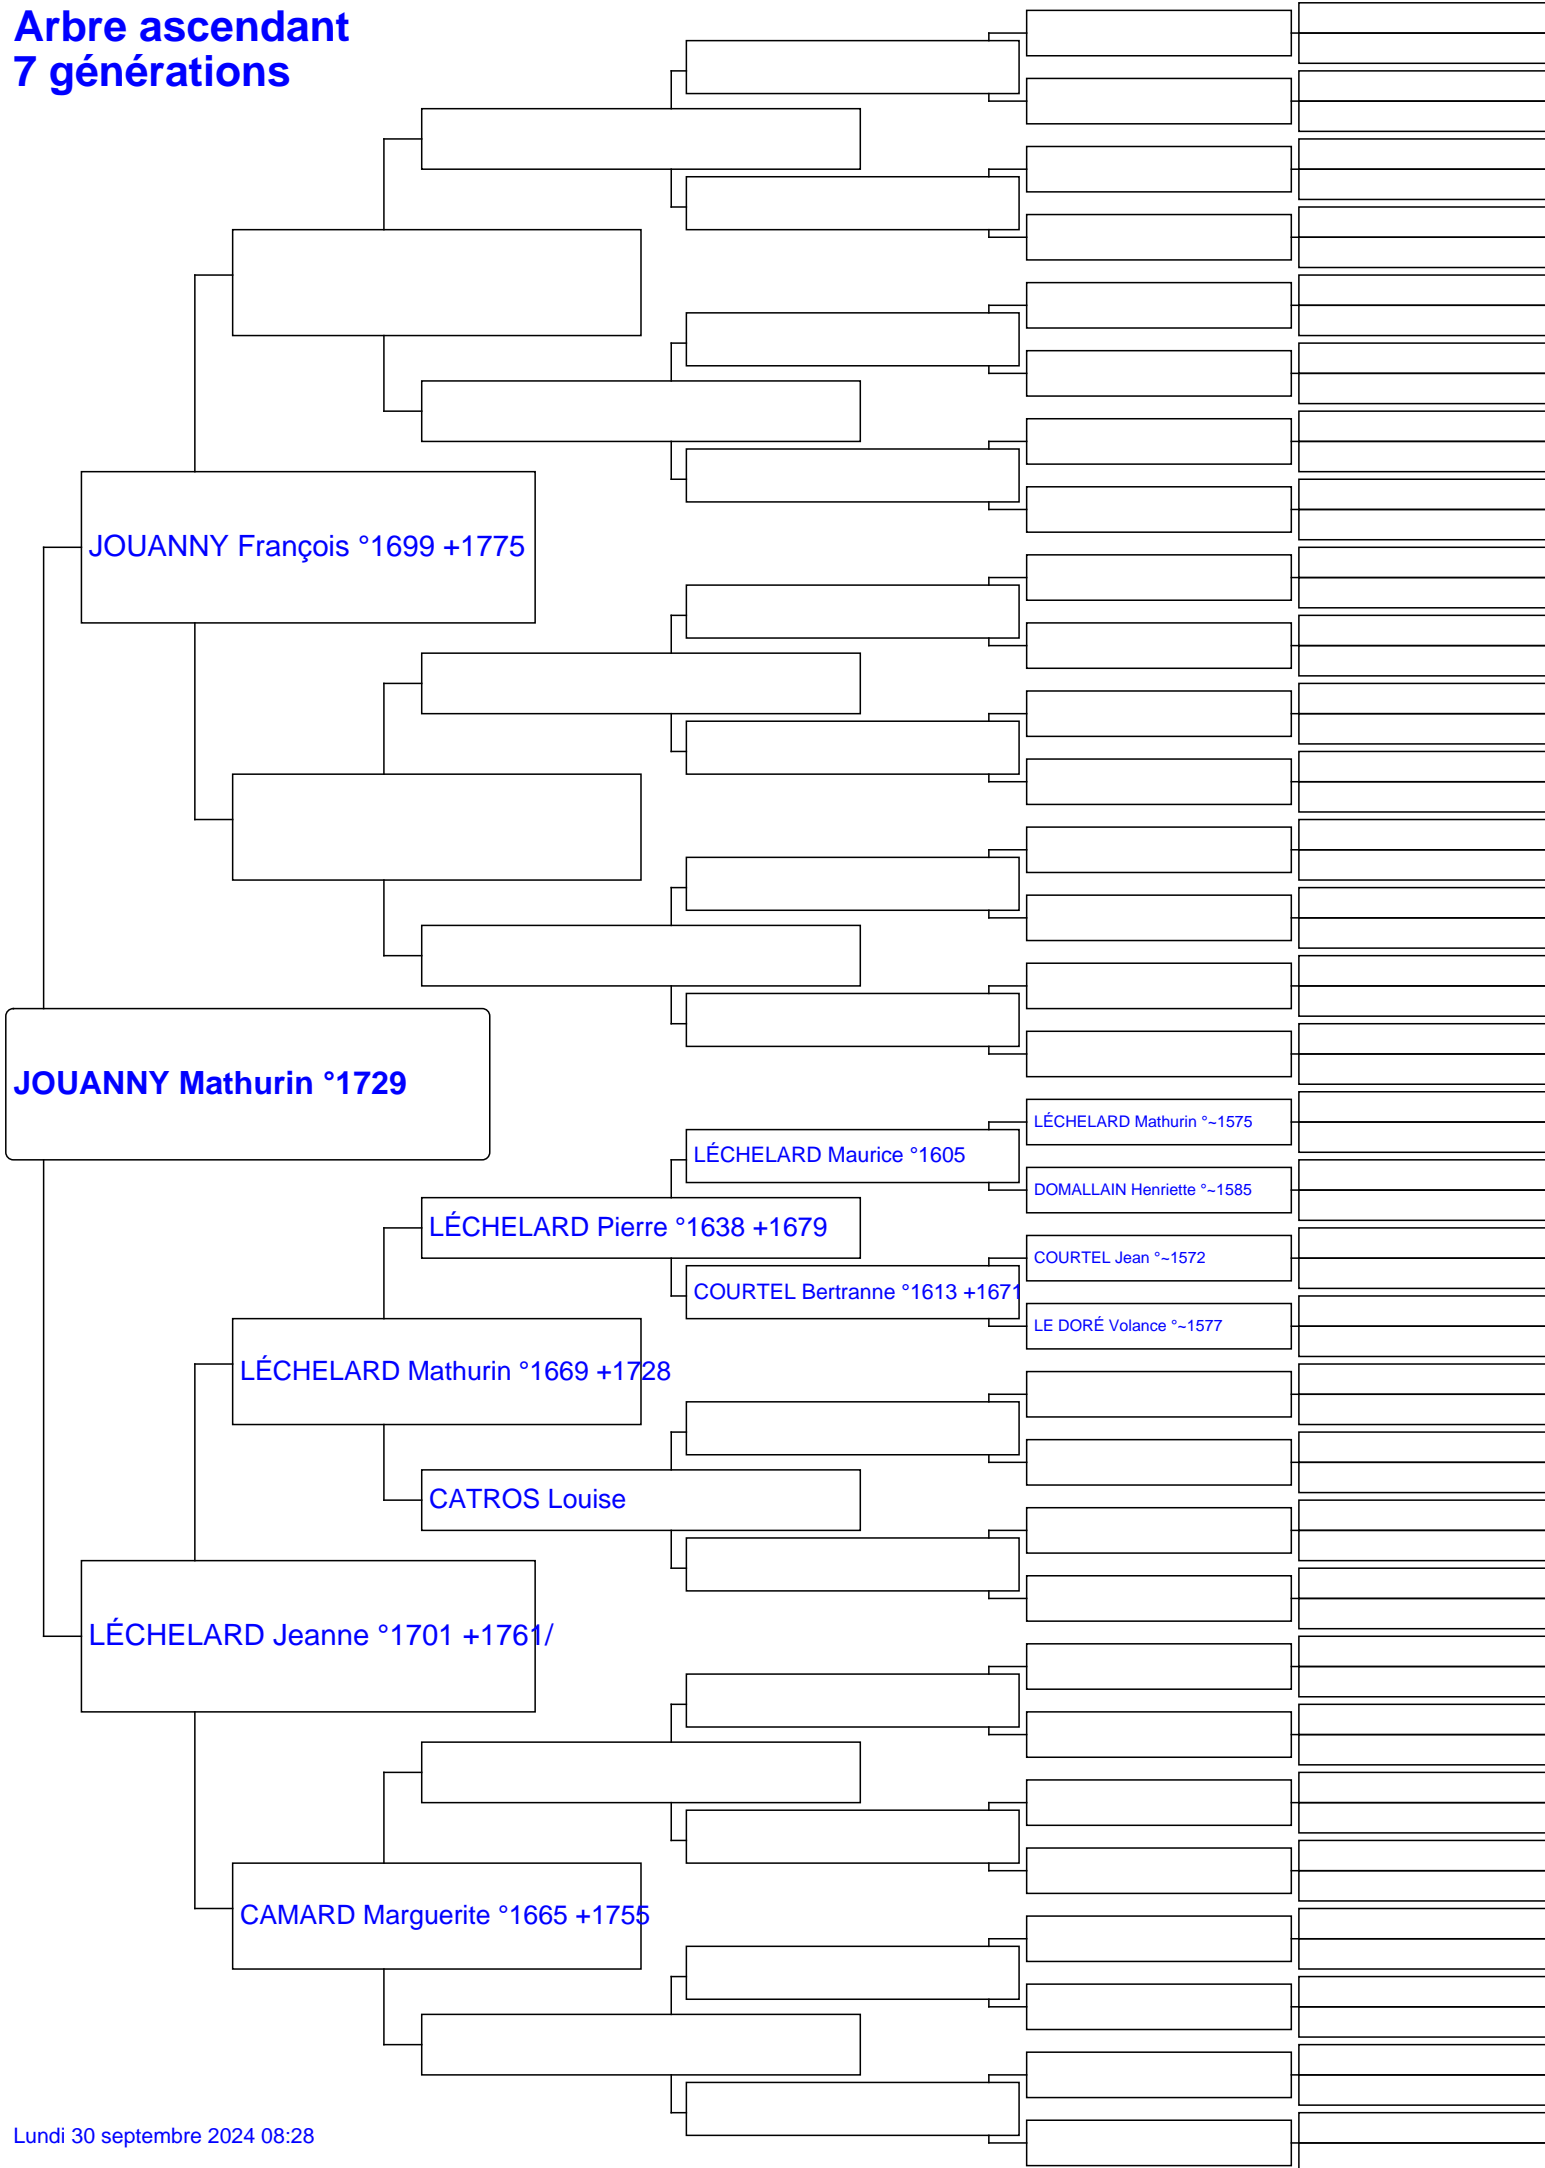 Arbre ascendant
7 générations
JOUANNY François °1699 +1775
JOUANNY Mathurin °1729
LÉCHELARD Mathurin °~1575
LÉCHELARD Maurice °1605
DOMALLAIN Henriette °~1585
LÉCHELARD Pierre °1638 +1679
COURTEL Jean °~1572
COURTEL Bertranne °1613 +1671
LE DORÉ Volance °~1577
LÉCHELARD Mathurin °1669 +1728
CATROS Louise
LÉCHELARD Jeanne °1701 +1761/
CAMARD Marguerite °1665 +1755
Lundi 30 septembre 2024 08:28